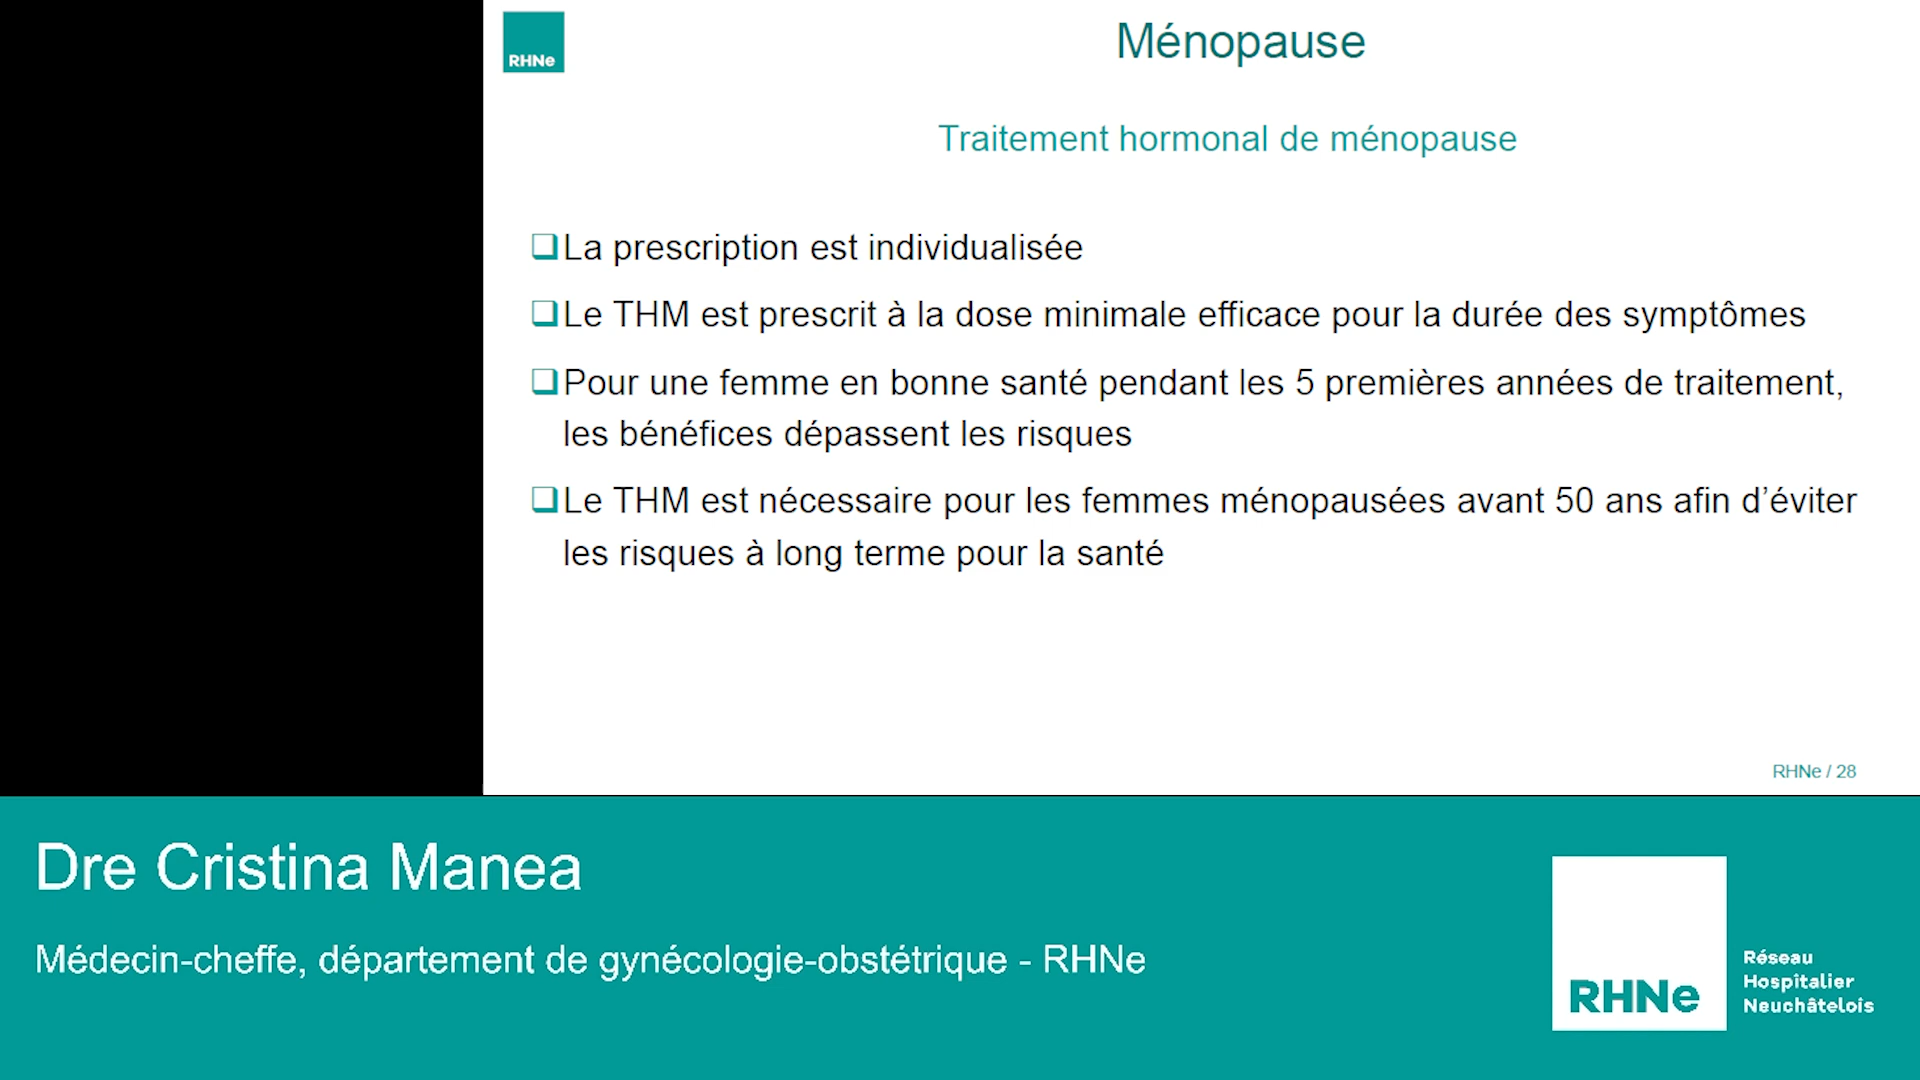 RHNe
Ménopause
Traitement hormonal de ménopause
❑La prescription est individualisée
❑Le THM est prescrit à la dose minimale efficace pour la durée des symptômes
❑Pour une femme en bonne santé pendant les 5 premières années de traitement,
les bénéfices dépassent les risques
❑Le THM est nécessaire pour les femmes ménopausées avant 50 ans afin d’éviter
les risques à long terme pour la santé
RHNe / 28
Dre Cristina Manea
Médecin-cheffe, département de gynécologie-obstétrique - RHNe
RHNe
Réseau
Hospitalier
Neuchâtelois